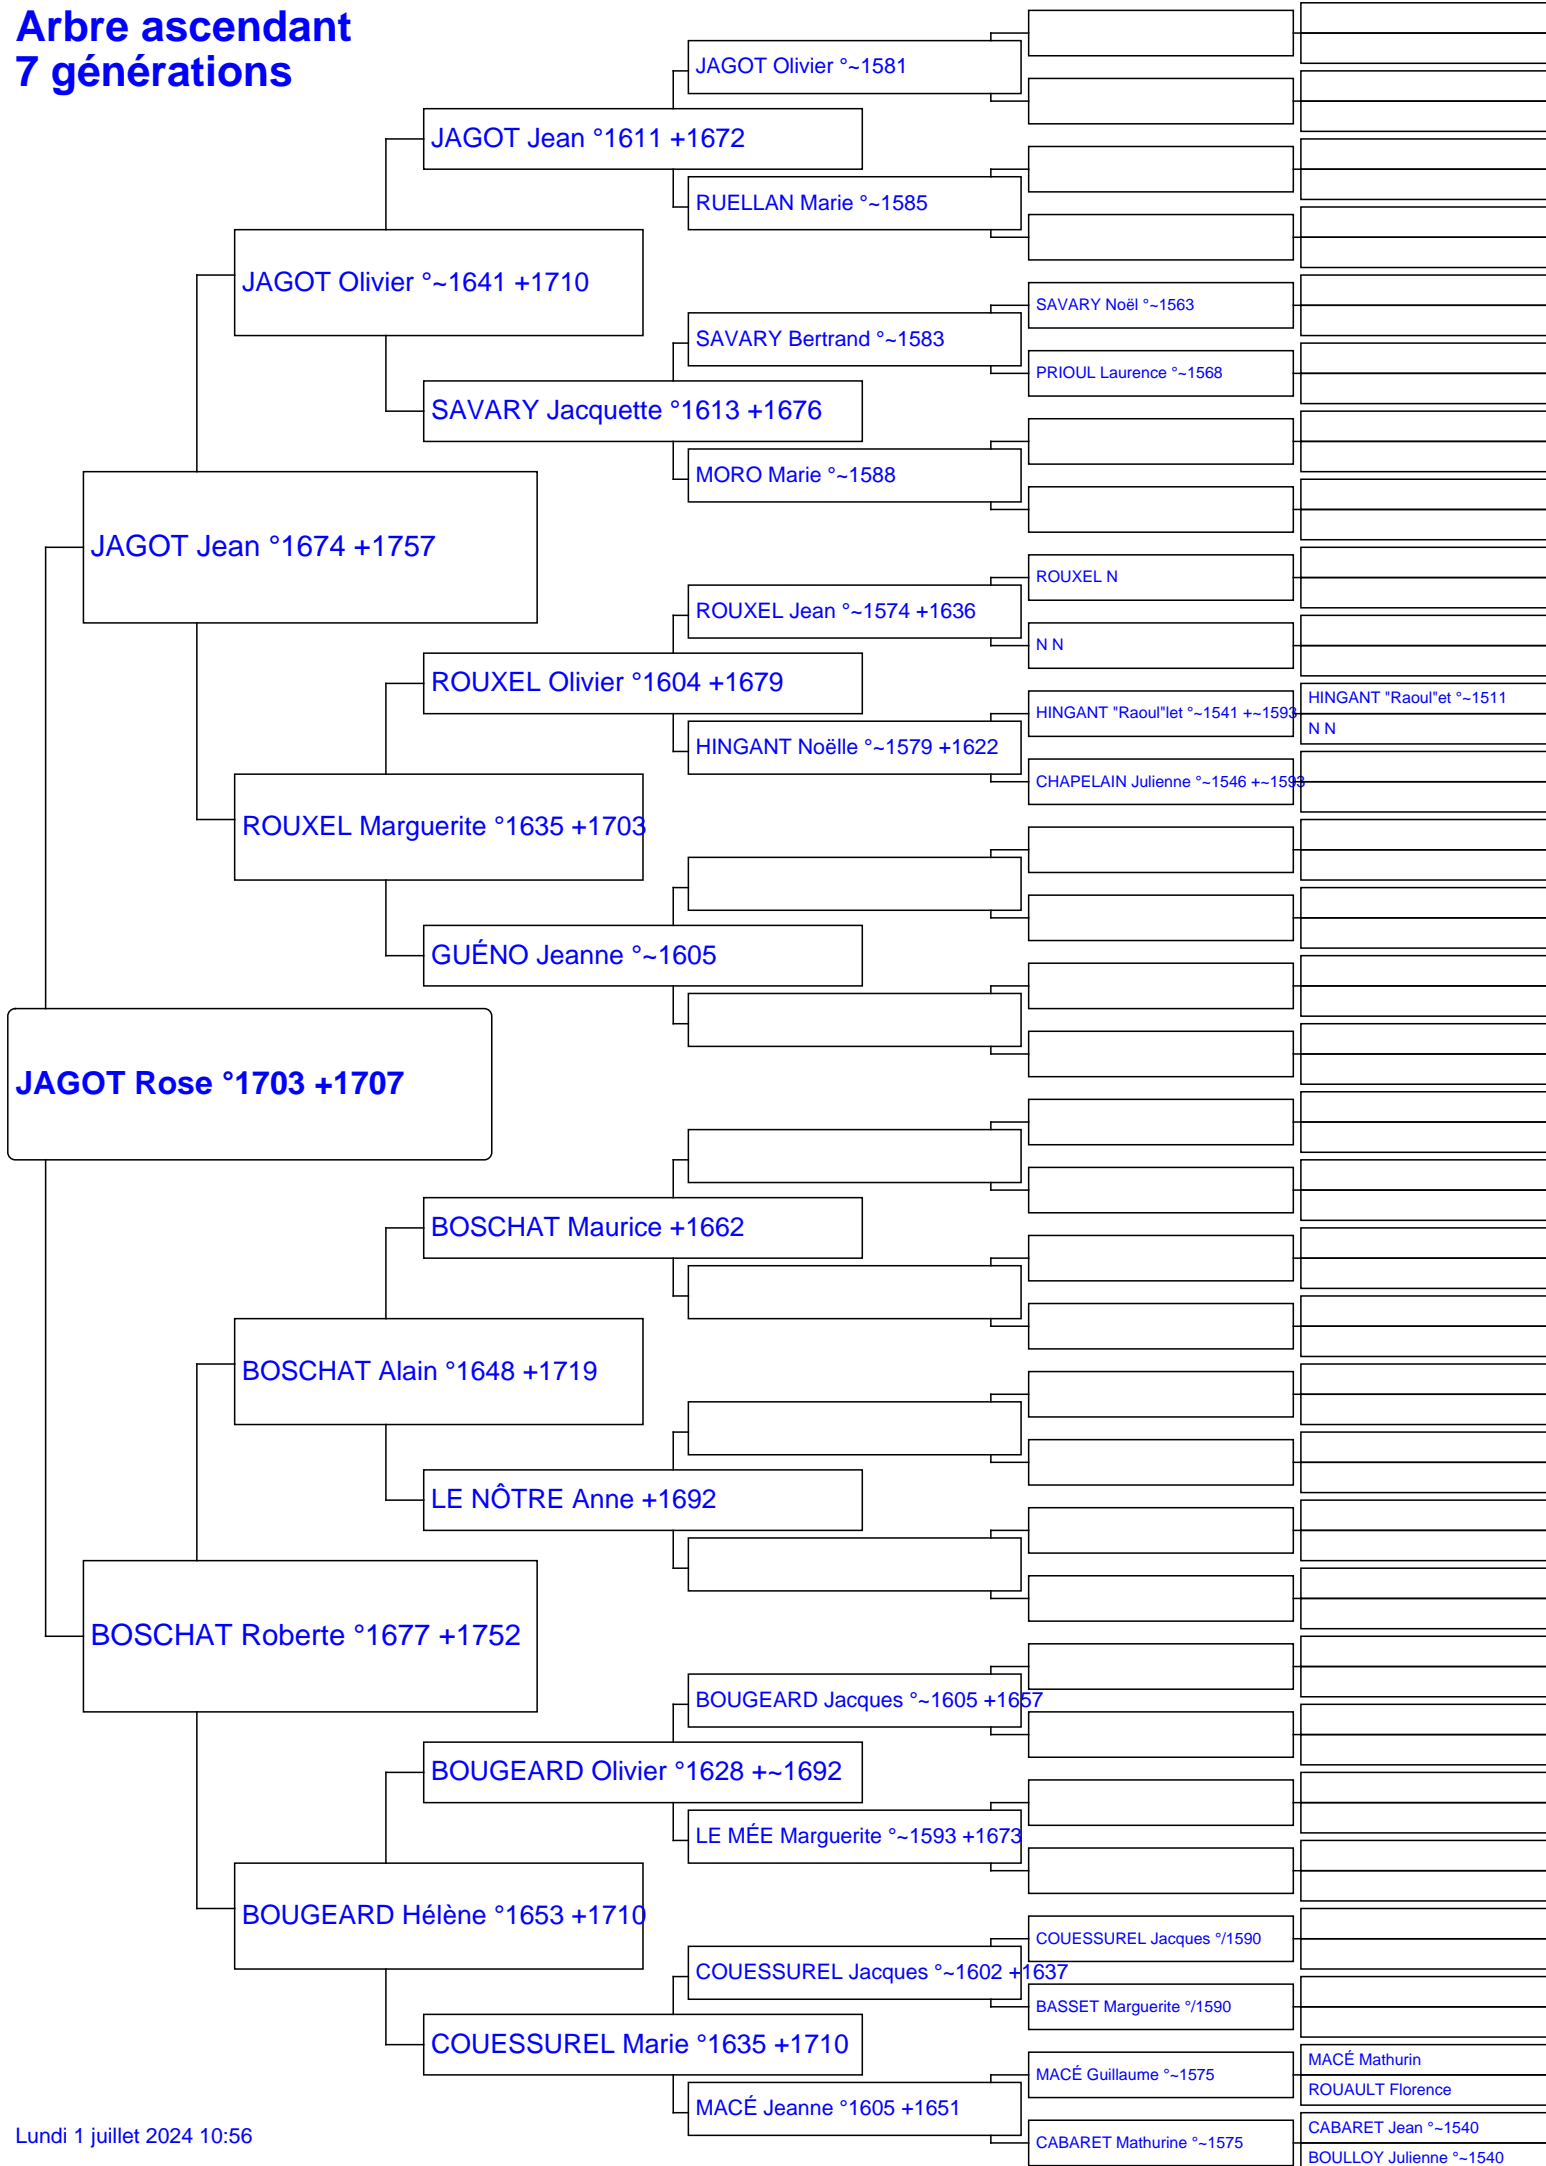 Arbre ascendant
7 générations
JAGOT Olivier °~1581
JAGOT Jean °1611 +1672
RUELLAN Marie °~1585
JAGOT Olivier °~1641 +1710
SAVARY Noël °~1563
SAVARY Bertrand °~1583
PRIOUL Laurence °~1568
SAVARY Jacquette °1613 +1676
MORO Marie °~1588
JAGOT Jean °1674 +1757
ROUXEL N
ROUXEL Jean °~1574 +1636
N N
ROUXEL Olivier °1604 +1679
HINGANT "Raoul"et °~1511
HINGANT "Raoul"let °~1541 +~1593
N N
HINGANT Noëlle °~1579 +1622
CHAPELAIN Julienne °~1546 +~1593
ROUXEL Marguerite °1635 +1703
GUÉNO Jeanne °~1605
JAGOT Rose °1703 +1707
BOSCHAT Maurice +1662
BOSCHAT Alain °1648 +1719
LE NÔTRE Anne +1692
BOSCHAT Roberte °1677 +1752
BOUGEARD Jacques °~1605 +1657
BOUGEARD Olivier °1628 +~1692
LE MÉE Marguerite °~1593 +1673
BOUGEARD Hélène °1653 +1710
COUESSUREL Jacques °/1590
COUESSUREL Jacques °~1602 +1637
BASSET Marguerite °/1590
COUESSUREL Marie °1635 +1710
MACÉ Mathurin
MACÉ Guillaume °~1575
ROUAULT Florence
MACÉ Jeanne °1605 +1651
CABARET Jean °~1540
CABARET Mathurine °~1575
BOULLOY Julienne °~1540
Lundi 1 juillet 2024 10:56